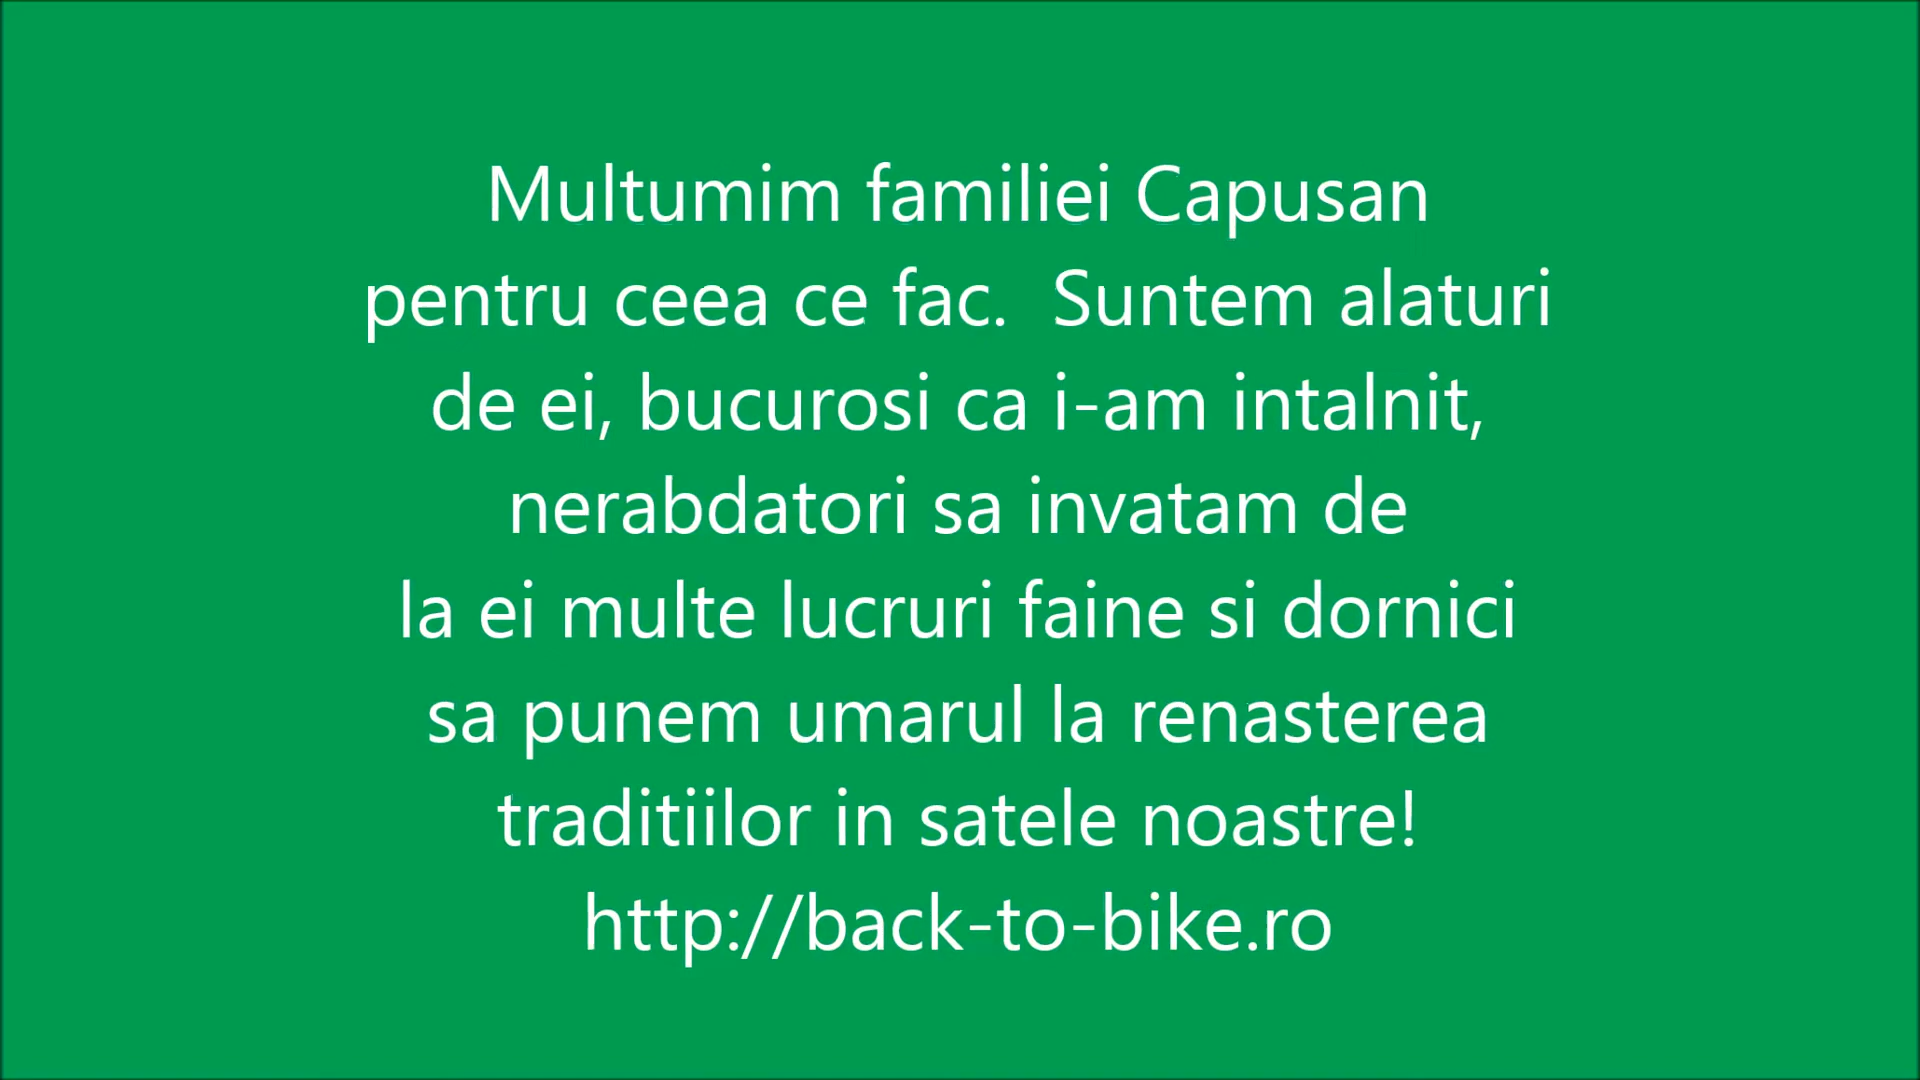 Multumim familiei Capusan
pentru ceea ce fac.  Suntem alaturi
de ei, bucurosi ca i-am intalnit,
nerabdatori sa invatam de
la ei multe lucruri faine si dornici
sa punem umarul la renasterea
traditiilor in satele noastre!
http://back-to-bike.ro